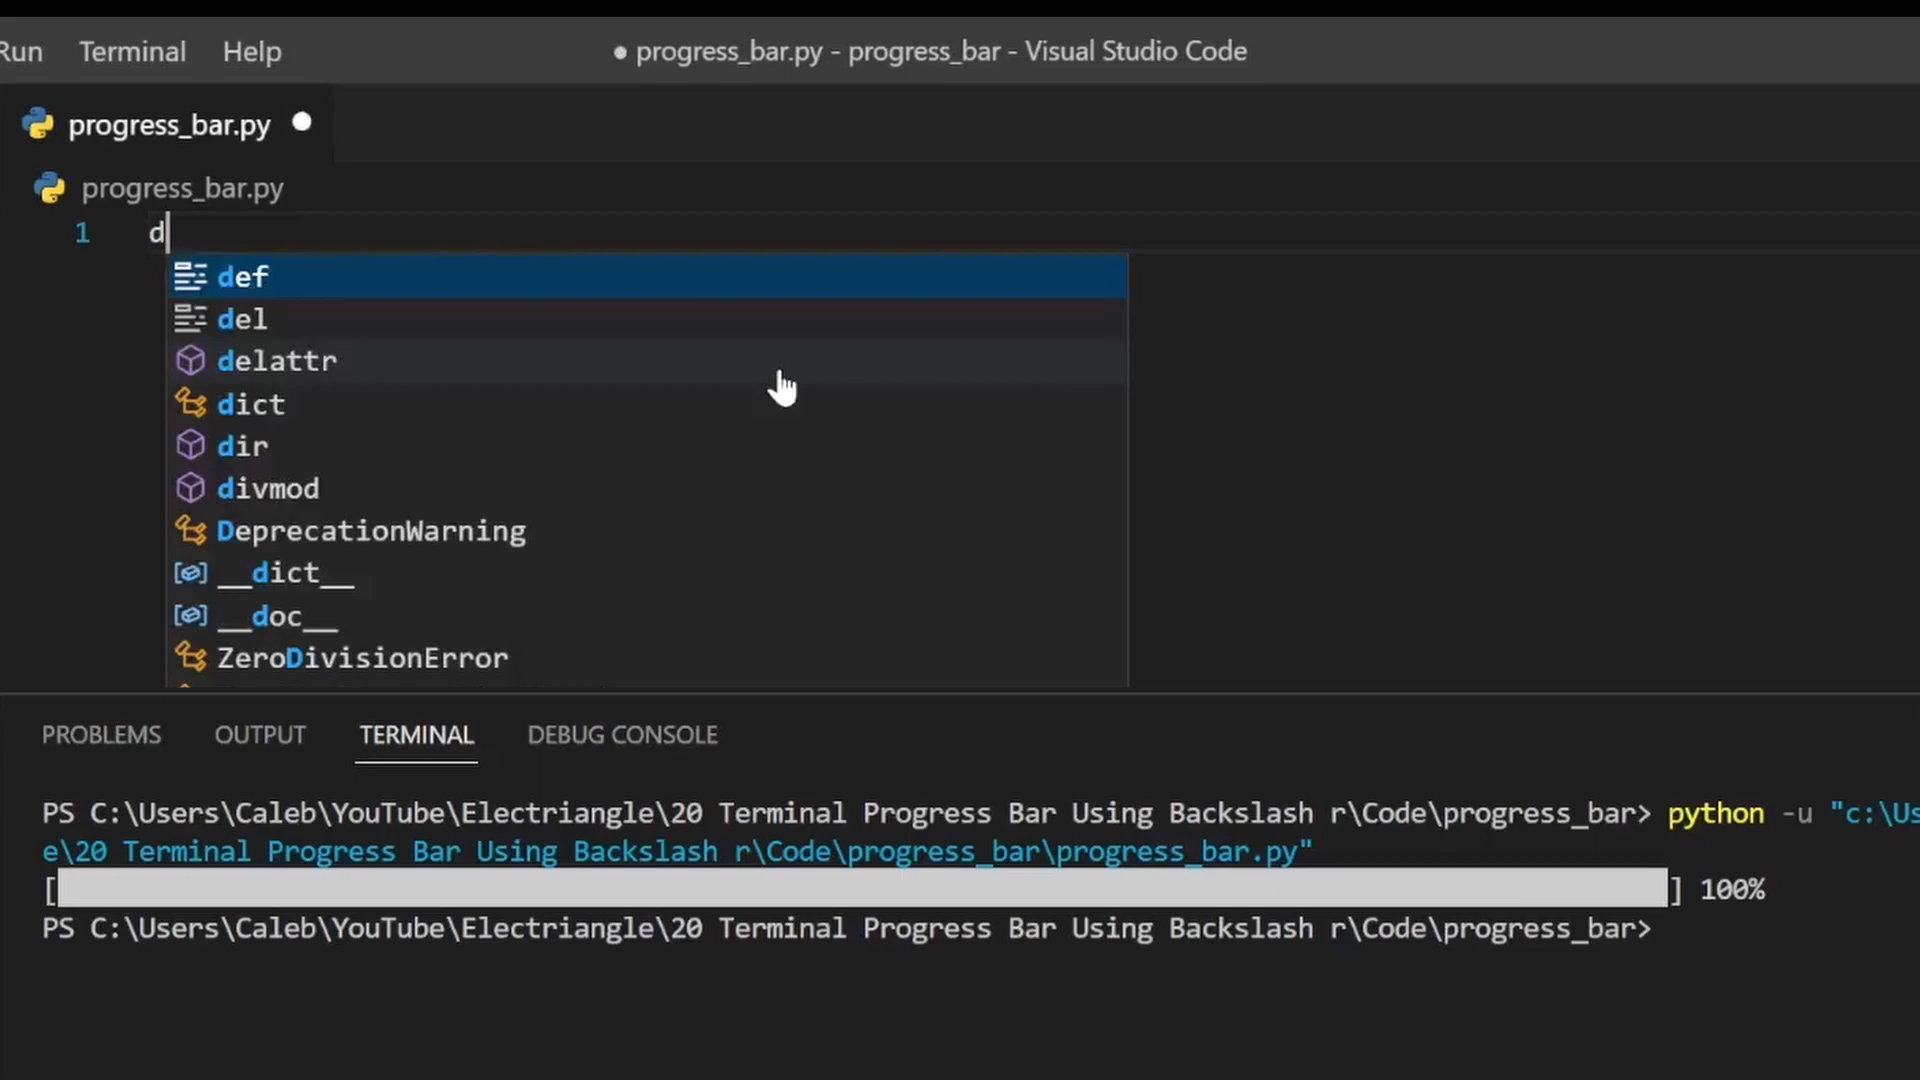 Run Terminal Help
● progress_bar.py - progress_bar - Visual Studio Code
progress_bar.py
progress_bar.py
1 d
def
del
delattr
dict
dir
divmod
DeprecationWarning
__dict__
__doc__
ZeroDivisionError
PROBLEMS OUTPUT TERMINAL DEBUG CONSOLE
PS C:\Users\Caleb\YouTube\Electriangle\20 Terminal Progress Bar Using Backslash r\Code\progress_bar> python -u "c:\Us
e\20 Terminal Progress Bar Using Backslash r\Code\progress_bar\progress_bar.py"
[ ] 100%
PS C:\Users\Caleb\YouTube\Electriangle\20 Terminal Progress Bar Using Backslash r\Code\progress_bar>